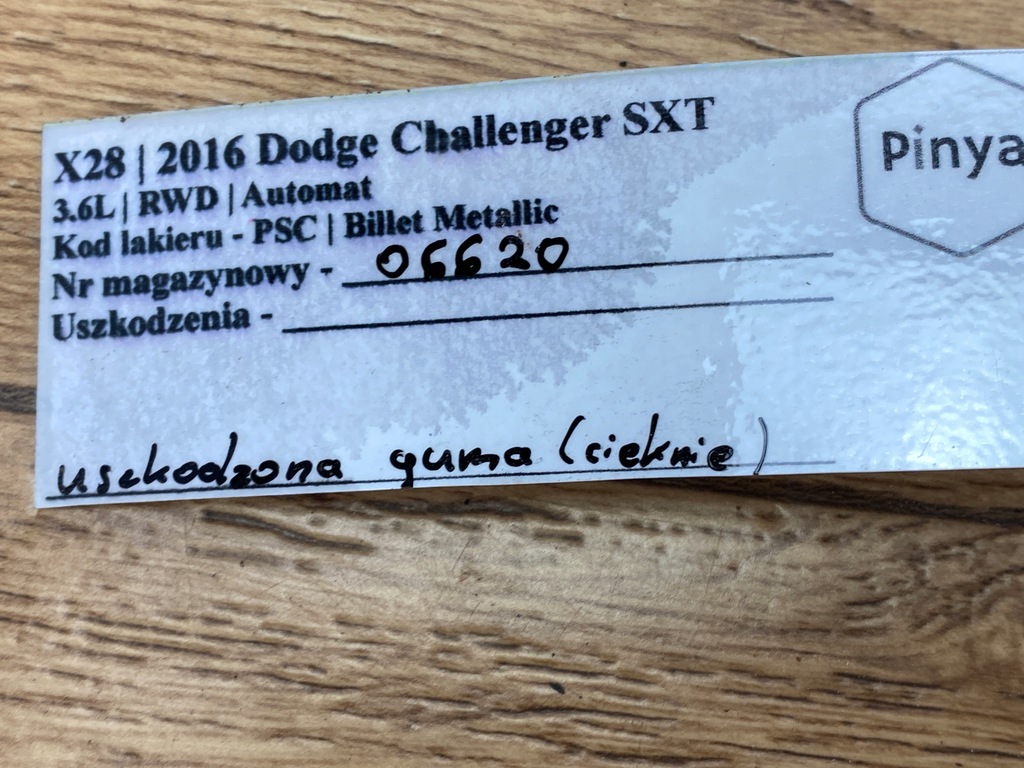 X28 | 2016 Dodge Challenger SXT
3.6L | RWD | Automat
Kod lakieru - PSC | Billet Metallic
Nr magazynowy - 06620
Uszkodzenia -
uszkodzona guma (cieknie)
Pinya